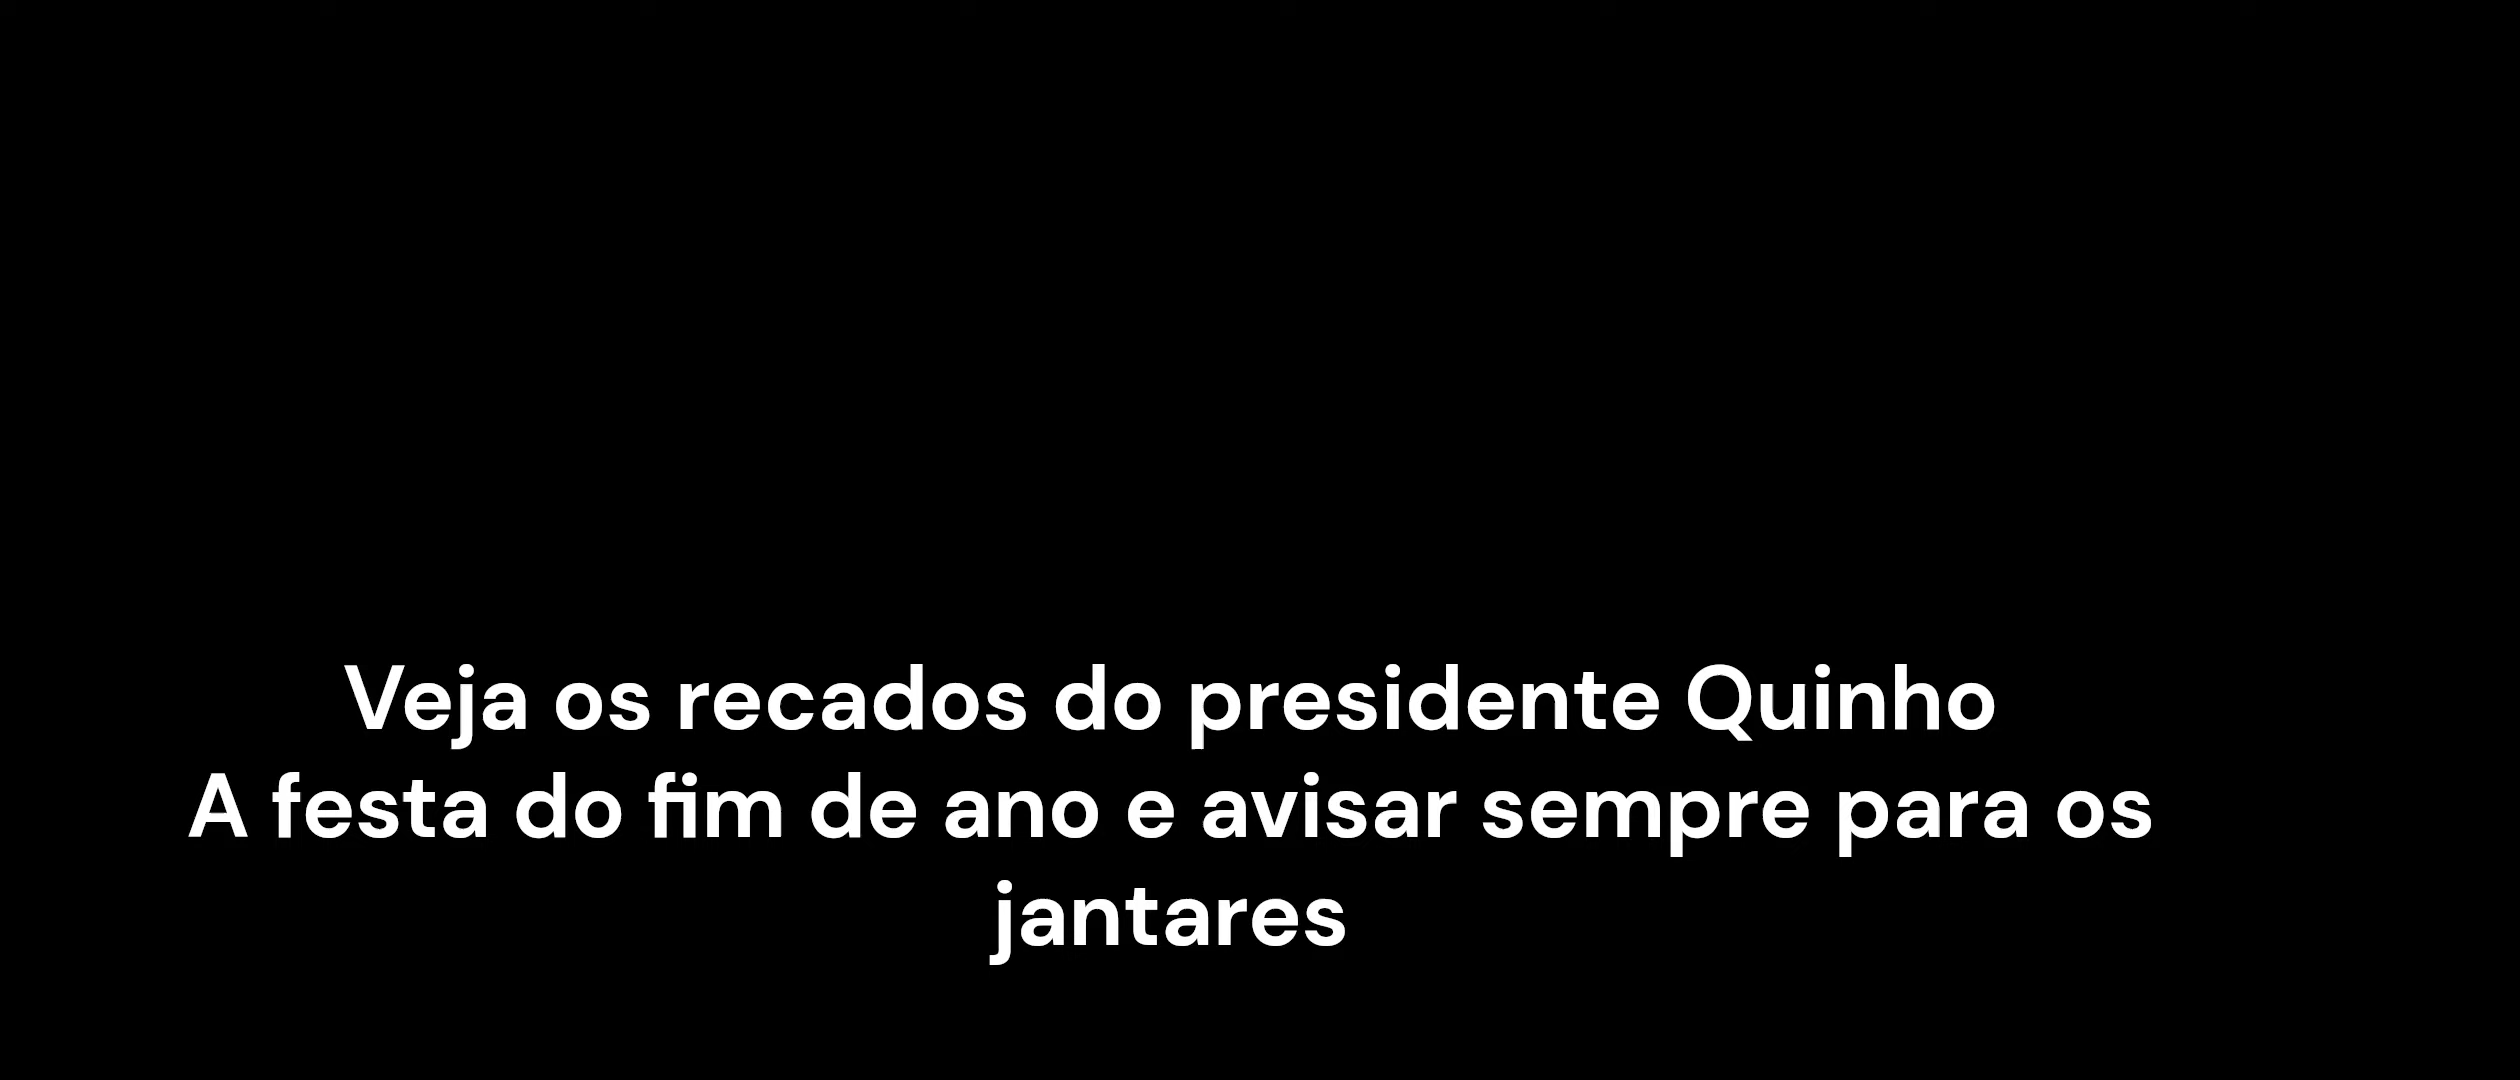 Veja os recados do presidente Quinho
A festa do fim de ano e avisar sempre para os
jantares